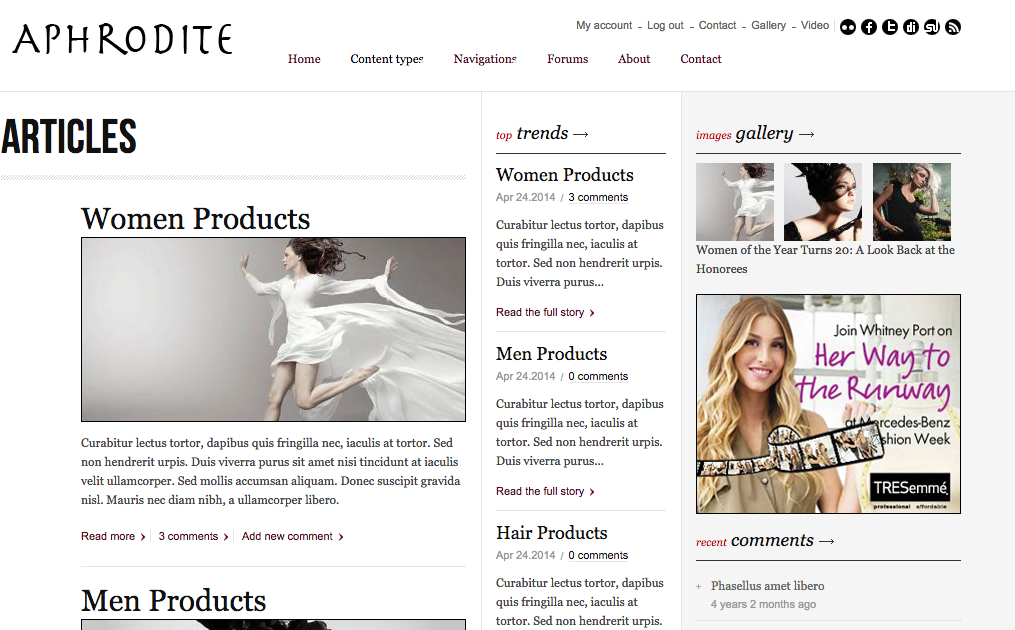 APHRODITE
My account - Log out - Contact - Gallery - Video
Home Content types Navigations Forums About Contact
ARTICLES
Women Products
Curabitur lectus tortor, dapibus quis fringilla nec, iaculis at tortor. Sed
non hendrerit urpis. Duis viverra purus sit amet nisi tincidunt at iaculis
velit ullamcorper. Sed mollis accumsan aliquam. Donec suscipit gravida
nisl. Mauris nec diam nibh, a ullamcorper libero.
Read more > 3 comments > Add new comment >
Men Products
top trends →
Women Products
Apr 24.2014 / 3 comments
Curabitur lectus tortor, dapibus
quis fringilla nec, iaculis at
tortor. Sed non hendrerit urpis.
Duis viverra purus...
Read the full story >
Men Products
Apr 24.2014 / 0 comments
Curabitur lectus tortor, dapibus
quis fringilla nec, iaculis at
tortor. Sed non hendrerit urpis.
Duis viverra purus...
Read the full story >
Hair Products
Apr 24.2014 / 0 comments
Curabitur lectus tortor, dapibus
quis fringilla nec, iaculis at
tortor. Sed non hendrerit urpis.
images gallery →
Women of the Year Turns 20: A Look Back at the
Honorees
Join Whitney Port on
Her Way to
the Runway
at Mercedes-Benz
Fashion Week
TRESemmé
professional affordable
recent comments →
+ Phasellus amet libero
4 years 2 months ago